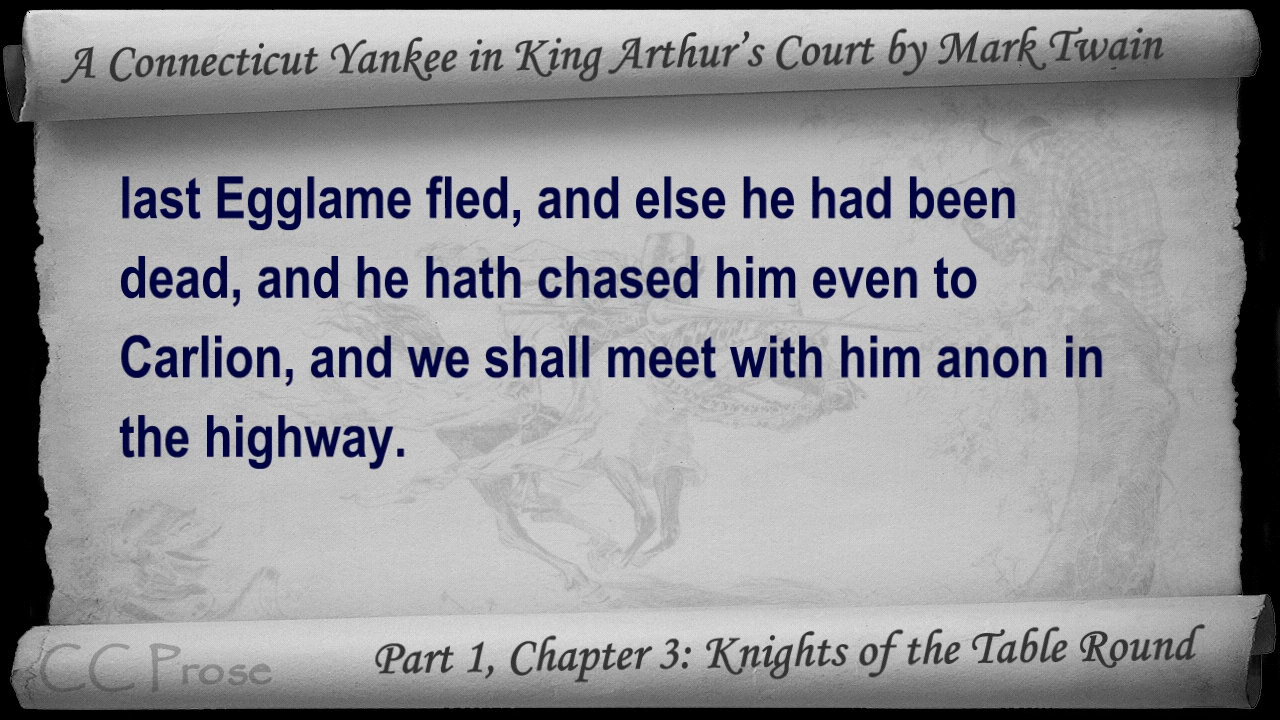 A Connecticut Yankee in King Arthur's Court by Mark Twain
last Egglame fled, and else he had been
dead, and he hath chased him even to
Carlion, and we shall meet with him anon in
the highway.
CC Prose
Part 1, Chapter 3: Knights of the Table Round